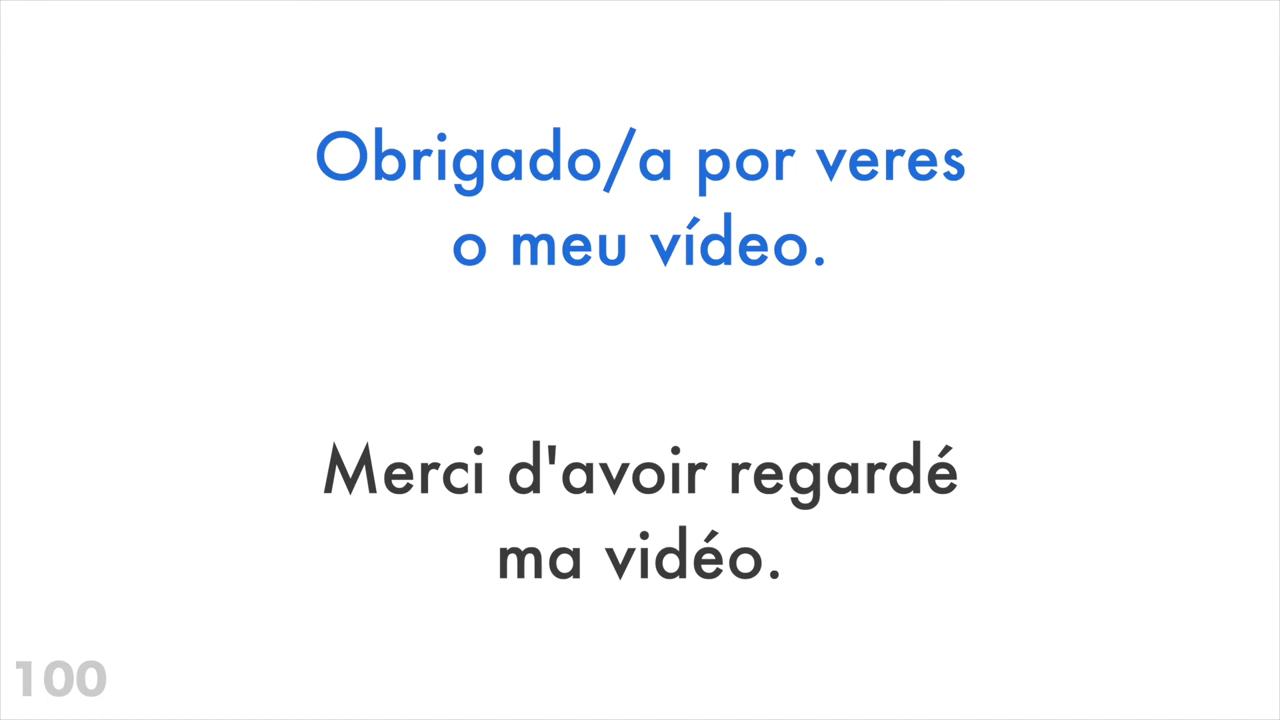 Obrigado/a por veres
o meu vídeo.
Merci d'avoir regardé
ma vidéo.
100